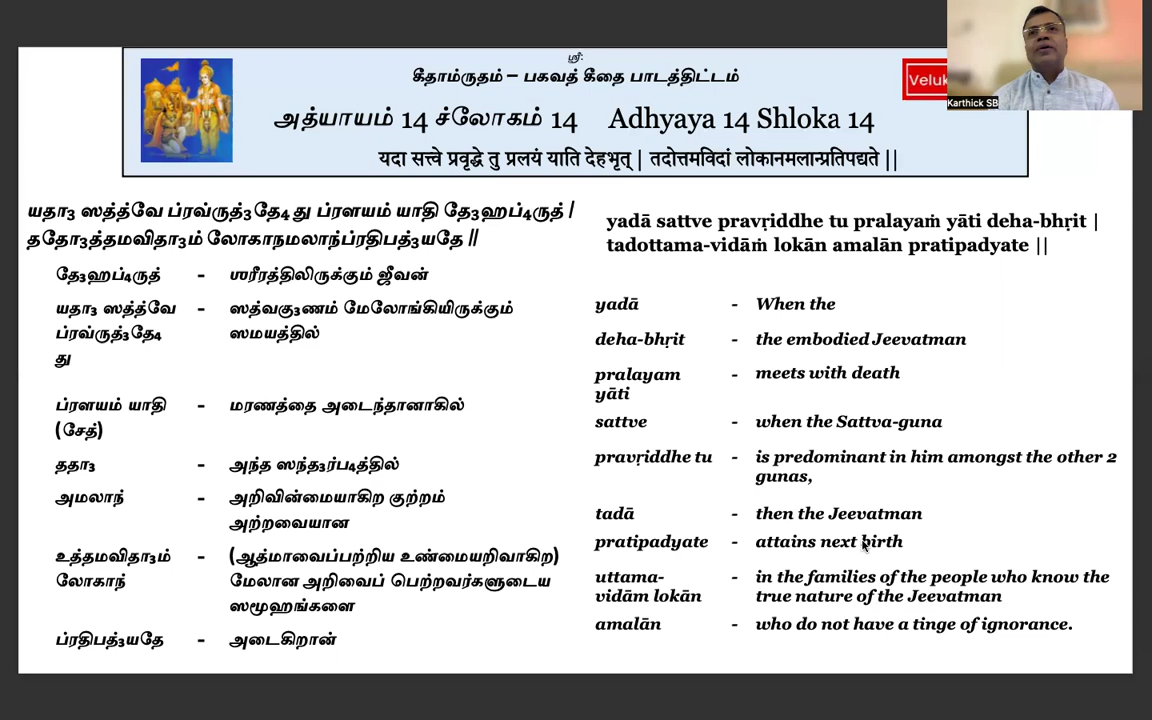 ஸ்ரீ:
கீதாம்ருதம் – பகவத் கீதை பாடத்திட்டம்
அத்யாயம் 14 ச்லோகம் 14 Adhyaya 14 Shloka 14
यदा सत्त्वे प्रवृद्धे तु प्रलयं याति देहभृत् | तदोत्तमविदां लोकानमलान्प्रतिपद्यते ||
Karthick SB
யதா3 ஸத்த்வே ப்ரவ்ருத்3தே4 து ப்ரளயம் யாதி தே3ஹப்4ருத் /
ததோ3த்தமவிதா3ம் லோகாநமலாந்ப்ரதிபத்3யதே //
தே3ஹப்4ருத் - ஶரீரத்திலிருக்கும் ஜீவன்
யதா3 ஸத்த்வே - ஸத்வகு3ணம் மேலோங்கியிருக்கும்
ப்ரவ்ருத்3தே4 ஸமயத்தில்
து
ப்ரளயம் யாதி - மரணத்தை அடைந்தானாகில்
(சேத்)
ததா3 - அந்த ஸந்த3ர்ப4த்தில்
அமலாந் - அறிவின்மையாகிற குற்றம்
அற்றவையான
உத்தமவிதா3ம் - (ஆத்மாவைப்பற்றிய உண்மையறிவாகிற)
லோகாந் மேலான அறிவைப் பெற்றவர்களுடைய
ஸமூஹங்களை
ப்ரதிபத்3யதே - அடைகிறான்
yadā sattve pravṛiddhe tu pralayaṁ yāti deha-bhṛit |
tadottama-vidāṁ lokān amalān pratipadyate ||
yadā - When the
deha-bhṛit - the embodied Jeevatman
pralayam - meets with death
yāti
sattve - when the Sattva-guna
pravṛiddhe tu - is predominant in him amongst the other 2
gunas,
tadā - then the Jeevatman
pratipadyate - attains next birth
uttama- - in the families of the people who know the
vidām lokān true nature of the Jeevatman
amalān - who do not have a tinge of ignorance.